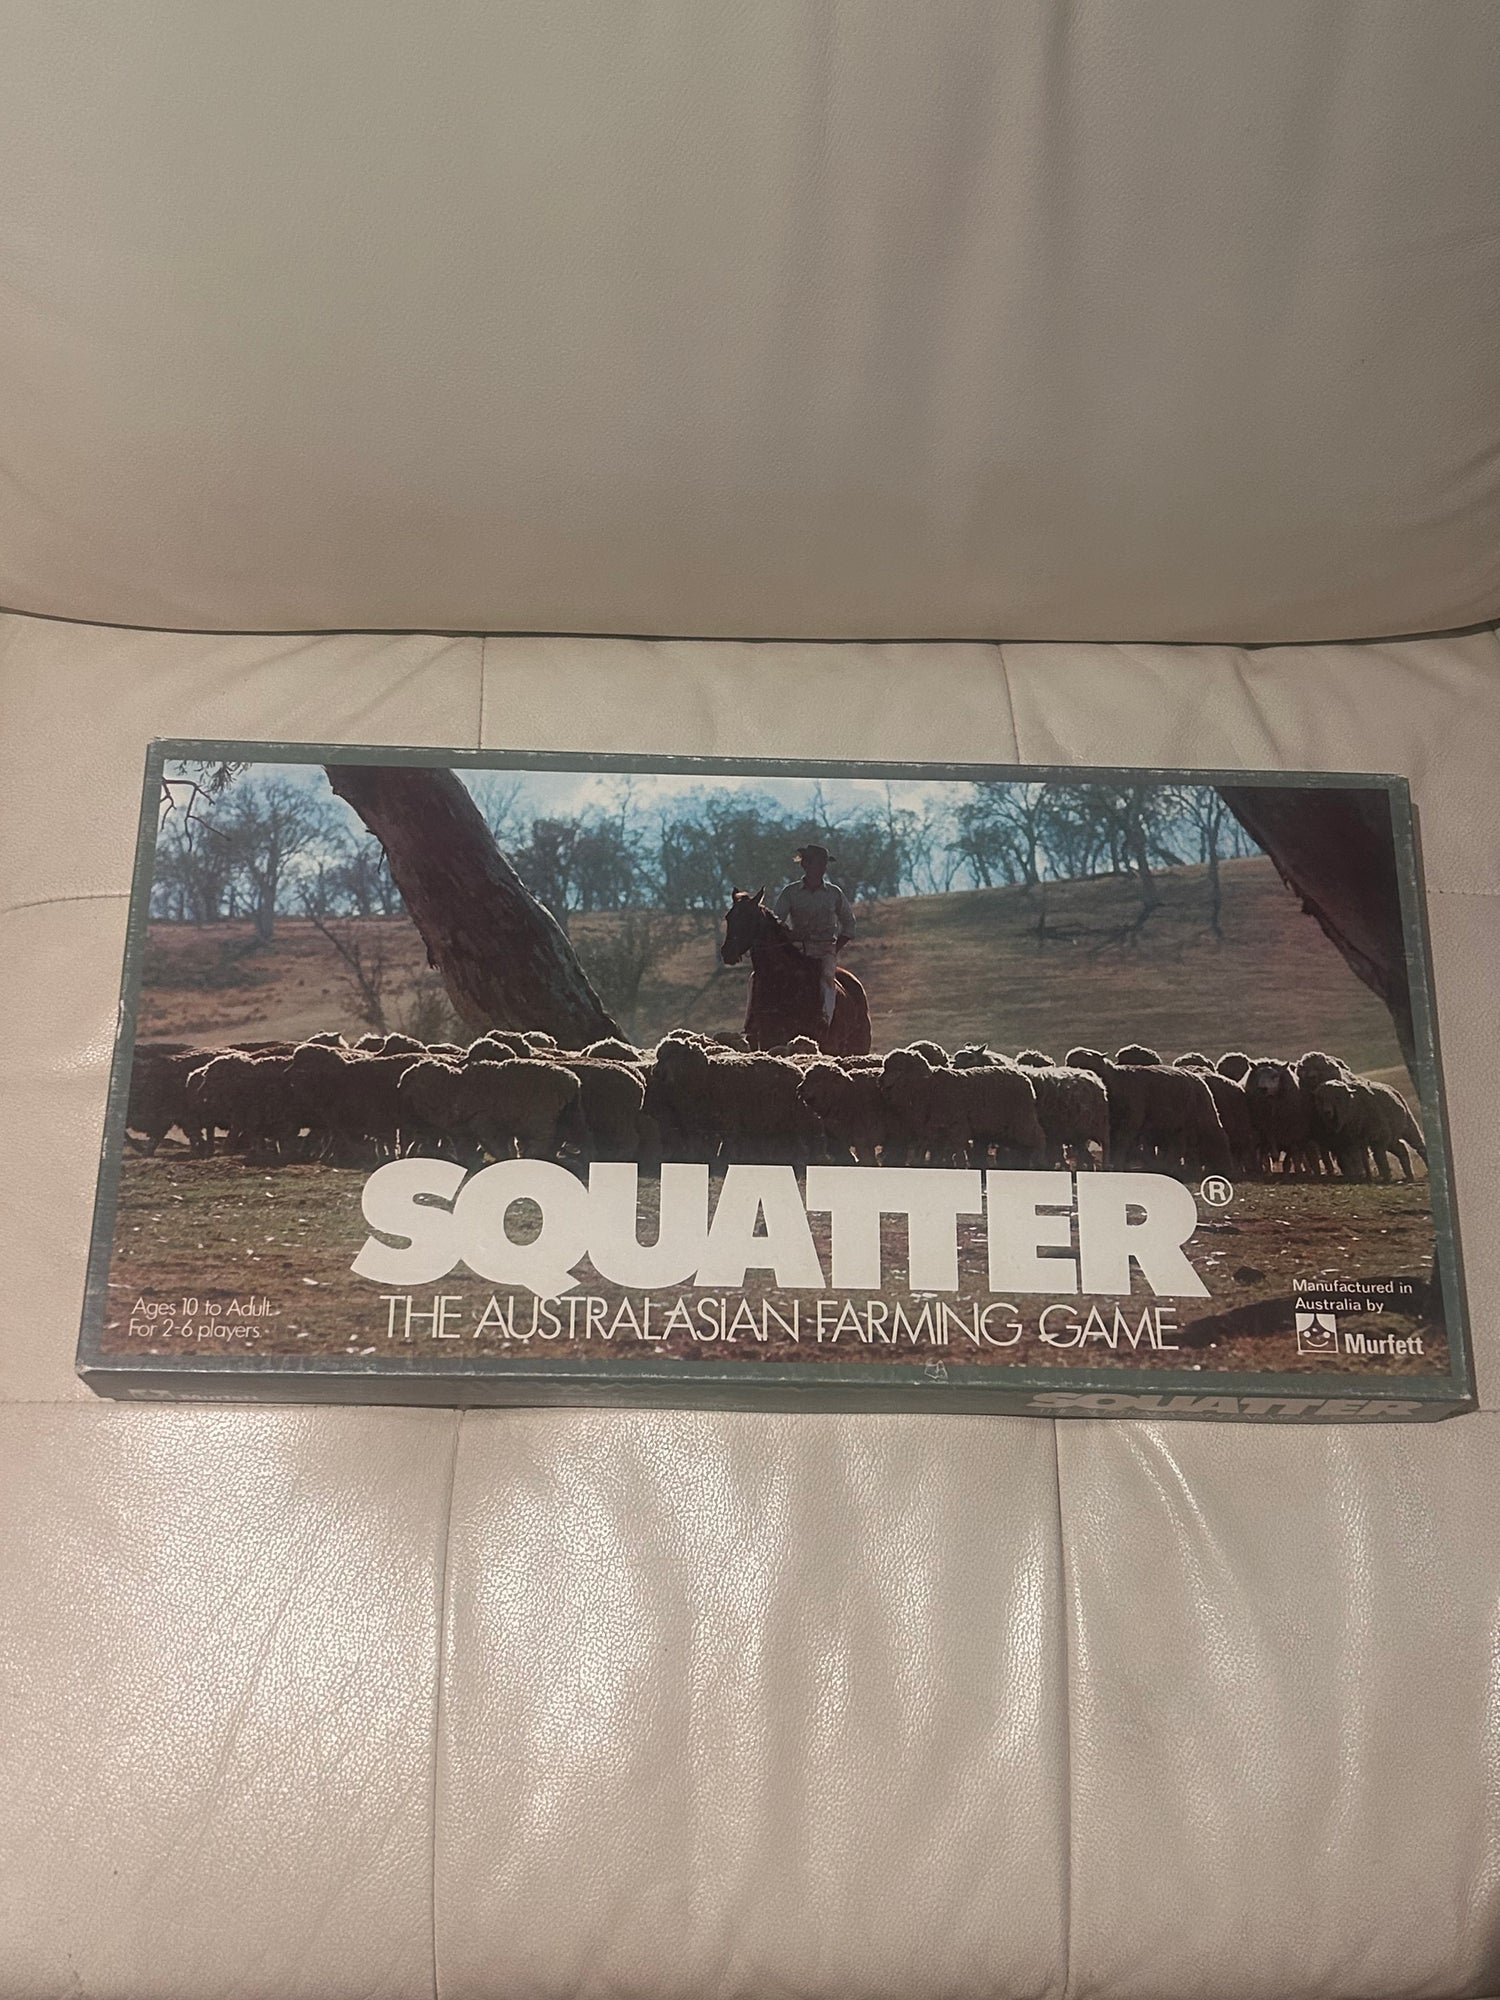 SQUATTER®
THE AUSTRALASIAN FARMING GAME
Ages 10 to Adult.
For 2-6 players.
Manufactured in
Australia by
Murfett
Murfett
SQUATTER